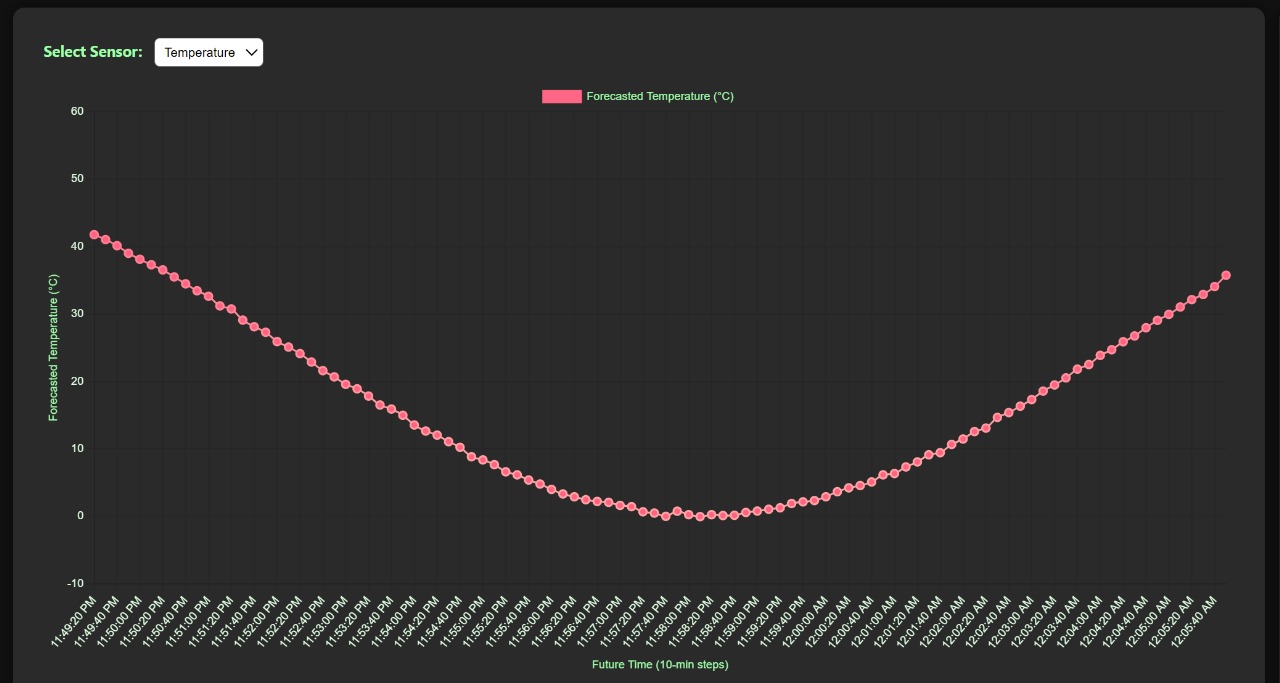 Select Sensor: Temperature
Forecasted Temperature (°C)
60
50
40
30
20
10
0
-10
Forecasted Temperature (°C)
11:49:20 PM
11:49:40 PM
11:50:00 PM
11:50:20 PM
11:50:40 PM
11:51:00 PM
11:51:20 PM
11:51:40 PM
11:52:00 PM
11:52:20 PM
11:52:40 PM
11:53:00 PM
11:53:20 PM
11:53:40 PM
11:54:00 PM
11:54:20 PM
11:54:40 PM
11:55:00 PM
11:55:20 PM
11:55:40 PM
11:56:00 PM
11:56:20 PM
11:56:40 PM
11:57:00 PM
11:57:20 PM
11:57:40 PM
11:58:00 PM
11:58:20 PM
11:58:40 PM
11:59:00 PM
11:59:20 PM
11:59:40 PM
12:00:00 AM
12:00:20 AM
12:00:40 AM
12:01:00 AM
12:01:20 AM
12:01:40 AM
12:02:00 AM
12:02:20 AM
12:02:40 AM
12:03:00 AM
12:03:20 AM
12:03:40 AM
12:04:00 AM
12:04:20 AM
12:04:40 AM
12:05:00 AM
12:05:20 AM
12:05:40 AM
Future Time (10-min steps)